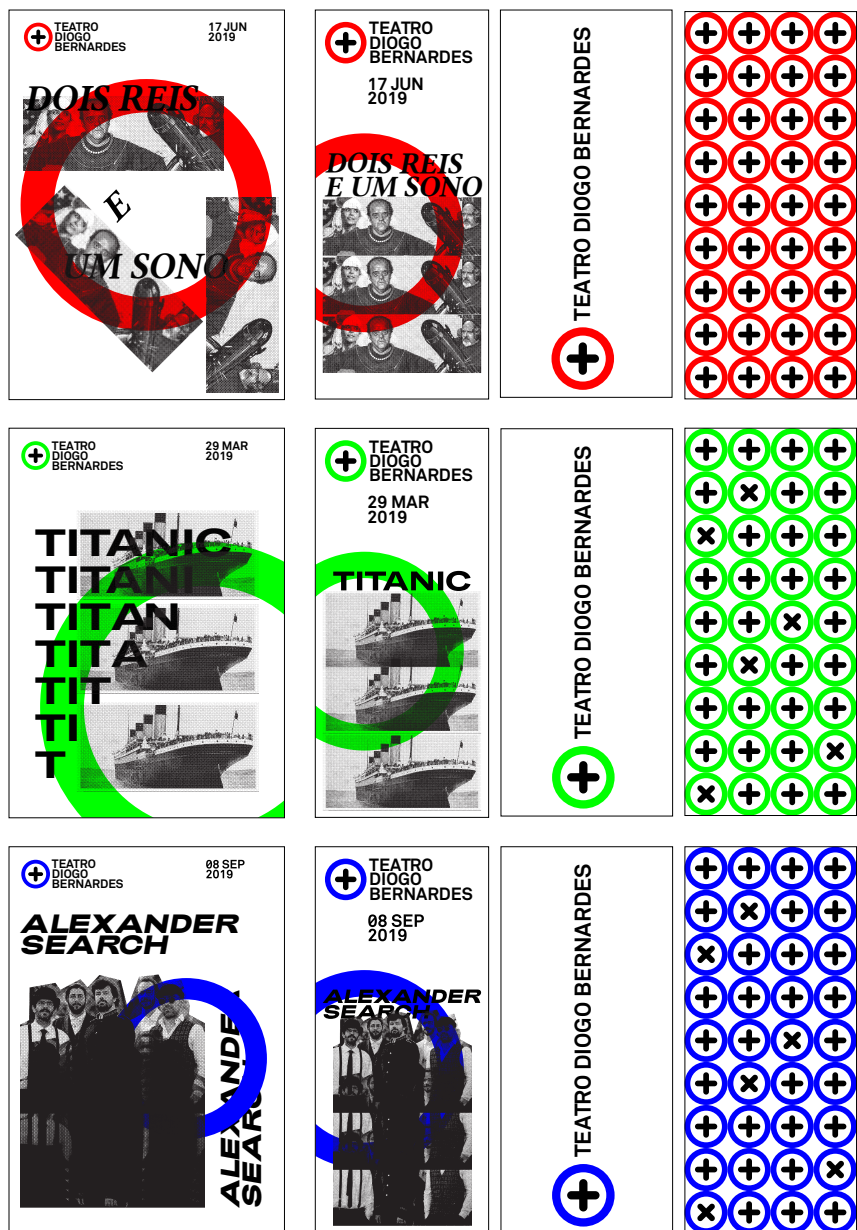 TEATRO
DIOGO
BERNARDES
17 JUN
2019
DOIS REIS
E
UM SONO
TEATRO
DIOGO
BERNARDES
17 JUN
2019
DOIS REIS
E UM SONO
TEATRO DIOGO BERNARDES
TEATRO
DIOGO
BERNARDES
29 MAR
2019
TITANIC
TITANI
TITAN
TITA
TIT
TI
T
TEATRO
DIOGO
BERNARDES
29 MAR
2019
TITANIC
TEATRO DIOGO BERNARDES
TEATRO
DIOGO
BERNARDES
08 SEP
2019
ALEXANDER
SEARCH
ALEXANDER
SEARCH
TEATRO
DIOGO
BERNARDES
08 SEP
2019
ALEXANDER
SEARCH
TEATRO DIOGO BERNARDES